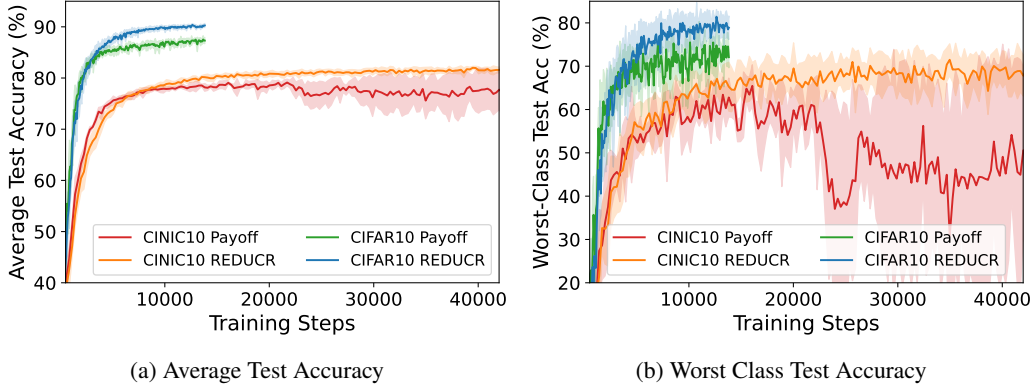 90
80
70
60
50
40
10000
20000
30000
40000
Average Test Accuracy (%)
Training Steps
CINIC10 Payoff
CINIC10 REDUCR
CIFAR10 Payoff
CIFAR10 REDUCR
(a) Average Test Accuracy
80
70
60
50
40
30
20
10000
20000
30000
40000
Worst-Class Test Acc (%)
Training Steps
CINIC10 Payoff
CINIC10 REDUCR
CIFAR10 Payoff
CIFAR10 REDUCR
(b) Worst Class Test Accuracy